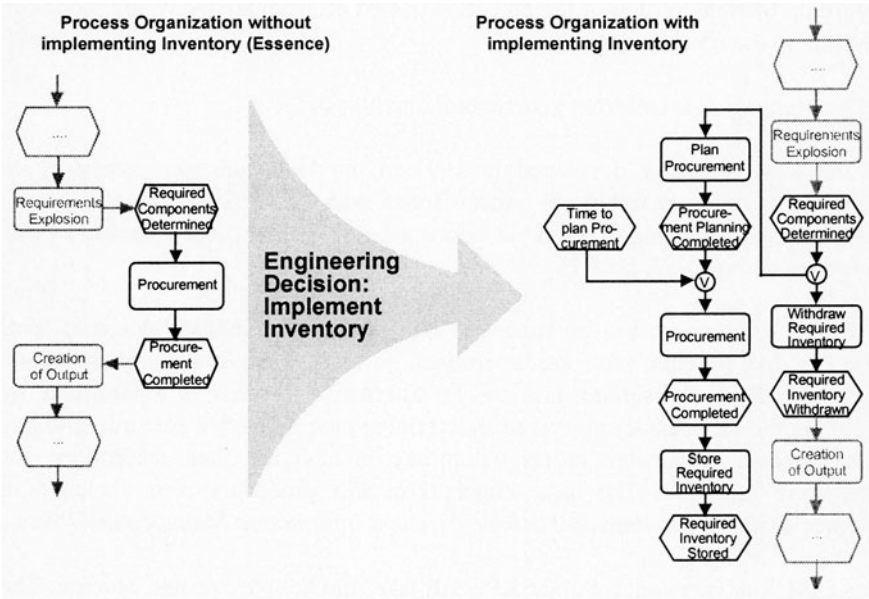 Process Organization without
implementing Inventory (Essence)
Process Organization with
implementing Inventory
....
Requirements
Explosion
Required
Components
Determined
Procurement
Procure-
ment
Completed
Creation
of Output
....
Engineering
Decision:
Implement
Inventory
Plan
Procurement
Time to
plan Pro-
curement
Procure-
ment Planning
Completed
V
Procurement
Procurement
Completed
Store
Required
Inventory
Required
Inventory
Stored
....
Requirements
Explosion
Required
Components
Determined
V
Withdraw
Required
Inventory
Required
Inventory
Withdrawn
Creation
of Output
....